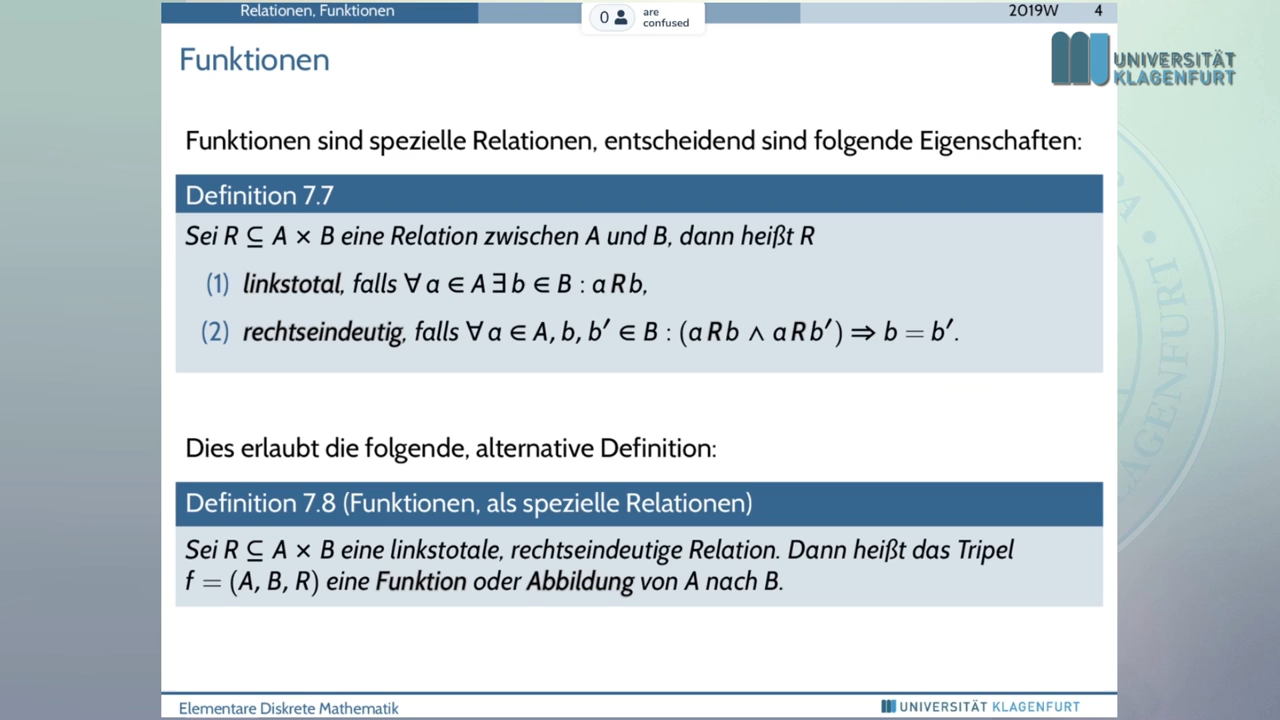 Relationen, Funktionen
0 are confused
2019W 4
Funktionen
UNIVERSITÄT
KLAGENFURT
Funktionen sind spezielle Relationen, entscheidend sind folgende Eigenschaften:
Definition 7.7
Sei R ⊆ A × B eine Relation zwischen A und B, dann heißt R
(1) linkstotal, falls ∀ a ∈ A ∃ b ∈ B : a R b,
(2) rechtseindeutig, falls ∀ a ∈ A, b, b′ ∈ B : (a R b ∧ a R b′) ⇒ b = b′.
Dies erlaubt die folgende, alternative Definition:
Definition 7.8 (Funktionen, als spezielle Relationen)
Sei R ⊆ A × B eine linkstotale, rechtseindeutige Relation. Dann heißt das Tripel
f = (A, B, R) eine Funktion oder Abbildung von A nach B.
Elementare Diskrete Mathematik
UNIVERSITÄT KLAGENFURT
KLAGENFURT